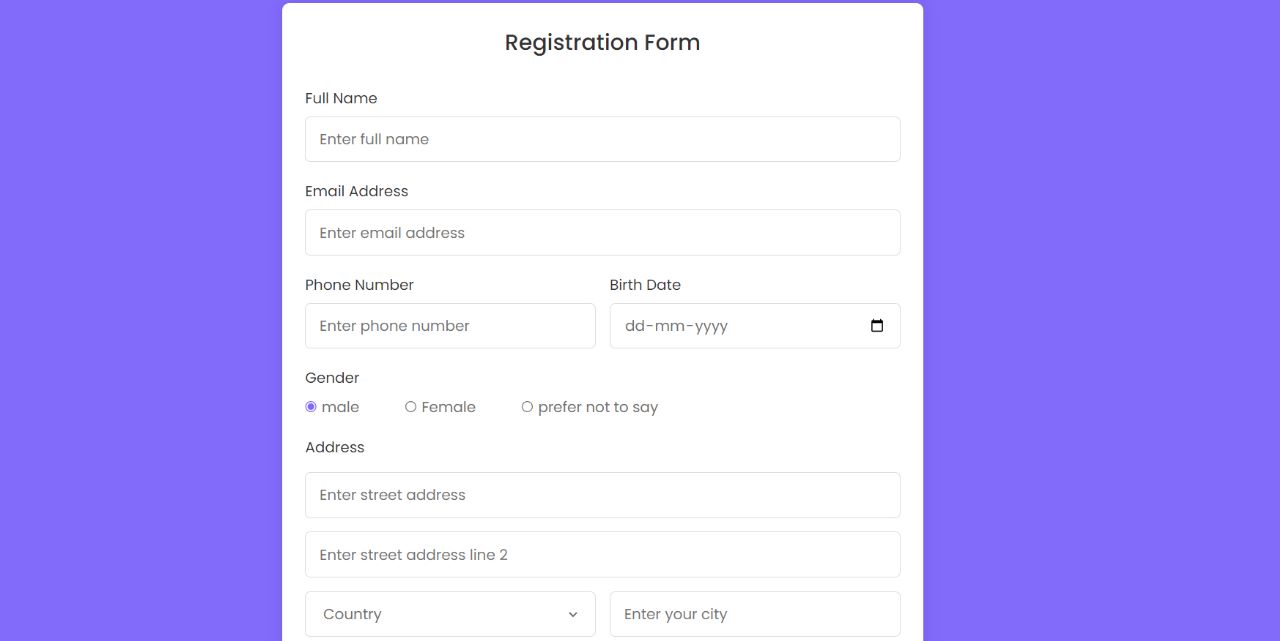 Registration Form
Full Name
Enter full name
Email Address
Enter email address
Phone Number Birth Date
Enter phone number dd-mm-yyyy
Gender
male Female prefer not to say
Address
Enter street address
Enter street address line 2
Country Enter your city